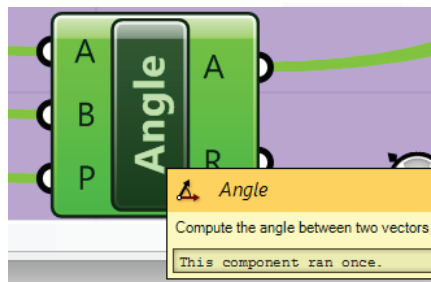 A
A
B
Angle
P
R
Angle
Compute the angle between two vectors
This component ran once.